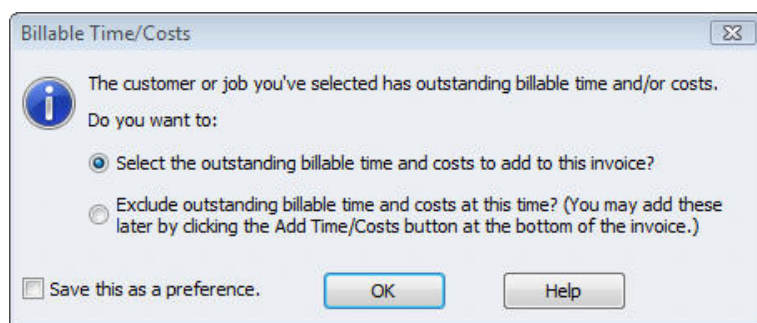 Billable Time/Costs
The customer or job you've selected has outstanding billable time and/or costs.
Do you want to:
Select the outstanding billable time and costs to add to this invoice?
Exclude outstanding billable time and costs at this time? (You may add these
later by clicking the Add Time/Costs button at the bottom of the invoice.)
Save this as a preference.
OK
Help